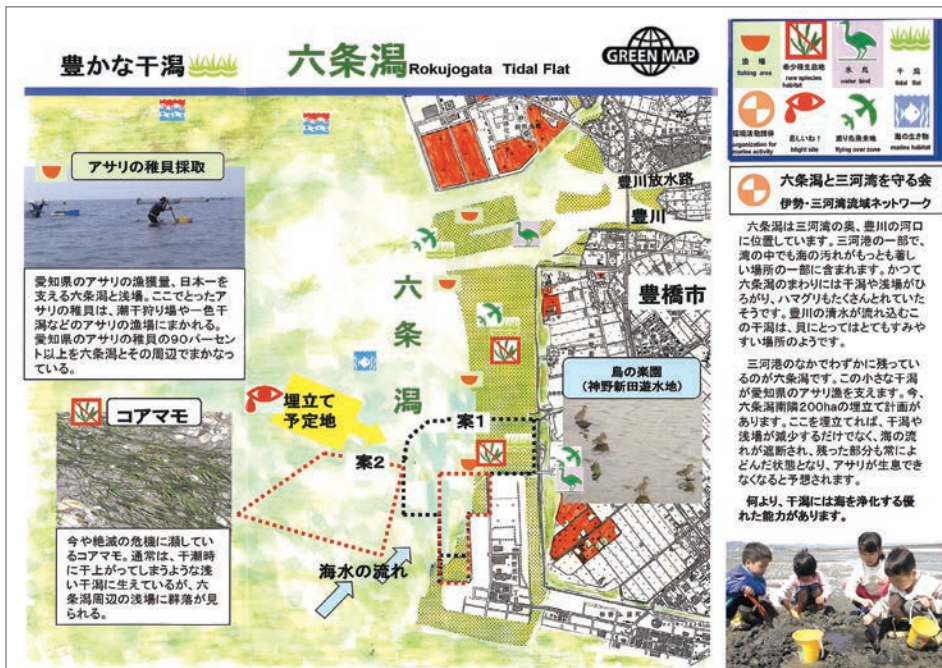 豊かな干潟
六条潟 Rokujogata Tidal Flat
GREEN MAP
アサリの稚貝採取
愛知県のアサリの漁獲量、日本一を
支える六条潟と浅場。ここでとったア
サリの稚貝は、潮干狩り場や一色干
潟などのアサリの漁場にまかれる。
愛知県のアサリの稚貝の90パーセン
ト以上を六条潟とその周辺でまかなっ
ている。
コアマモ
今や絶滅の危機に瀕し
ているコアマモ。通常は、干潮時
に干上がってしまうような浅
い干潟に生えているが、六
条潟周辺の浅場に群落が見
られる。
豊川放水路
豊川
六条潟
豊橋市
鳥の楽園
(神野新田遊水地)
埋立て
予定地
案1
案2
海水の流れ
漁場
fishing area
希少種生息地
rare species
habitat
水鳥
water bird
干潟
tidal flat
環境活動団体
organization for
marine activity
悲しいね!
blight site
渡り鳥飛来地
flying over zone
海の生き物
marine habitat
六条潟と三河湾を守る会
伊勢・三河湾流域ネットワーク
六条潟は三河湾の奥、豊川の河口
に位置しています。三河港の一部で、
湾の中でも海の汚れがもっとも著し
い場所の一部に含まれます。かつて
六条潟のまわりには干潟や浅場がひ
ろがり、ハマグリもたくさんとれていた
そうです。豊川の清水が流れ込むこ
の干潟は、貝にとってはとてもすみや
すい場所のようです。
三河港のなかでわずかに残ってい
るのが六条潟です。この小さな干潟
が愛知県のアサリ漁を支えます。今、
六条潟南隣200haの埋立て計画が
あります。ここを埋立てれば、干潟や
浅場が減少するだけでなく、海の流
れが遮断され、残った部分も常によ
どんだ状態となり、アサリが生息でき
なくなると予想されます。
何より、干潟には海を浄化する優
れた能力があります。